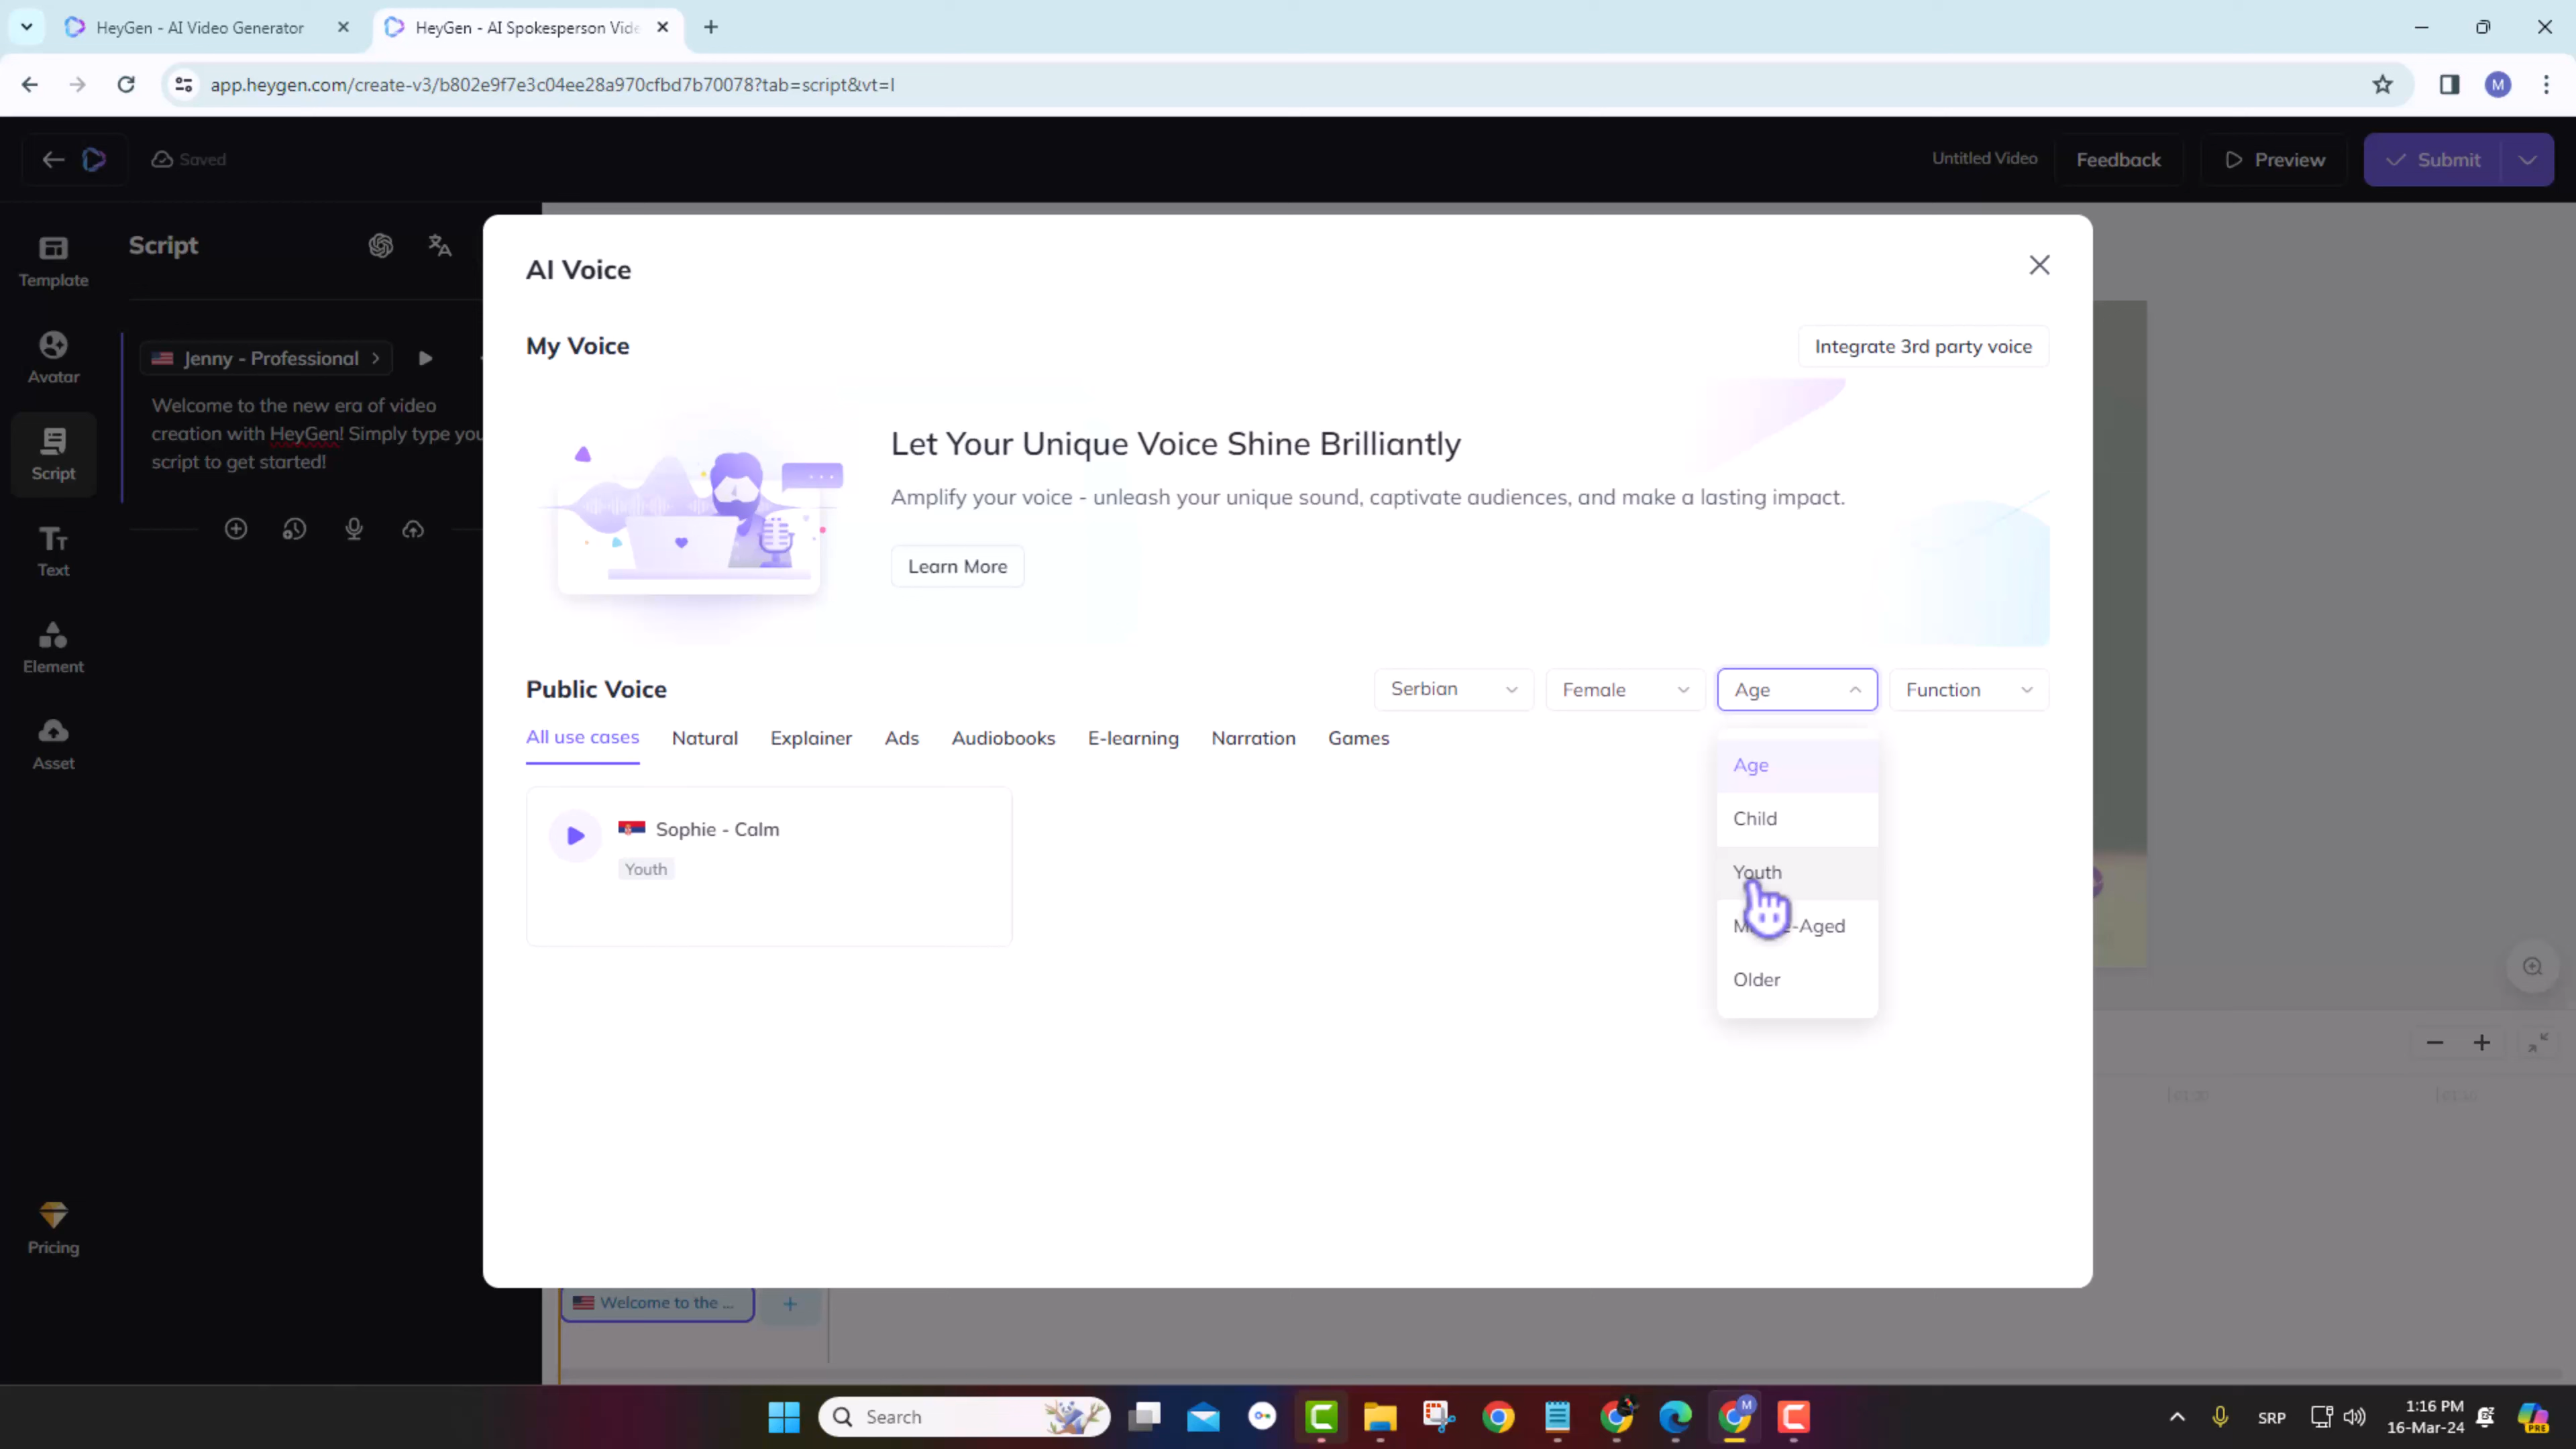 HeyGen - AI Video Generator
HeyGen - AI Spokesperson Vide
app.heygen.com/create-v3/b802e9f7e3c04ee28a970cfbd7b70078?tab=script&vt=l
M
Saved
Untitled Video
Feedback
Preview
Submit
Template
Avatar
Script
Text
Element
Asset
Pricing
Script
Jenny - Professional
Welcome to the new era of video
creation with HeyGen! Simply type you
script to get started!
AI Voice
My Voice
Integrate 3rd party voice
Let Your Unique Voice Shine Brilliantly
Amplify your voice - unleash your unique sound, captivate audiences, and make a lasting impact.
Learn More
Public Voice
Serbian
Female
Age
Function
All use cases
Natural
Explainer
Ads
Audiobooks
E-learning
Narration
Games
Sophie - Calm
Youth
Age
Child
Youth
-Aged
Older
Welcome to the ...
Search
SRP
1:16 PM
16-Mar-24
PRE